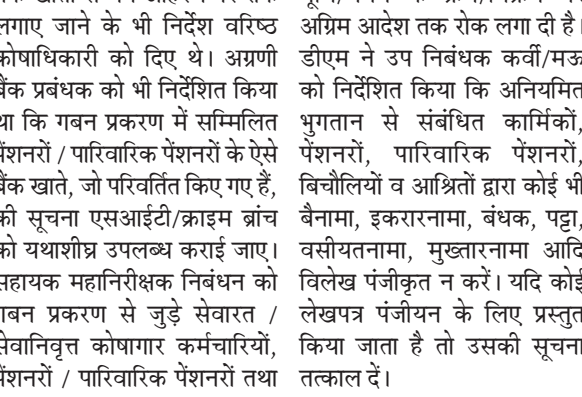 लगाए जाने के भी निर्देश वरिष्ठ
कोषाधिकारी को दिए थे। अग्रणी
बैंक प्रबंधक को भी निर्देशित किया
था कि गबन प्रकरण में सम्मिलित
पेंशनरों / पारिवारिक पेंशनरों के ऐसे
बैंक खाते, जो परिवर्तित किए गए हैं,
की सूचना एसआईटी/क्राइम ब्रांच
को यथाशीघ्र उपलब्ध कराई जाए।
सहायक महानिरीक्षक निबंधन को
गबन प्रकरण से जुड़े सेवारत /
सेवानिवृत्त कोषागार कर्मचारियों,
पेंशनरों / पारिवारिक पेंशनरों तथा
अग्रिम आदेश तक रोक लगा दी है।
डीएम ने उप निबंधक कर्वी/मऊ
को निर्देशित किया कि अनियमित
भुगतान से संबंधित कार्मिकों,
पेंशनरों, पारिवारिक पेंशनरों,
बिचौलियों व आश्रितों द्वारा कोई भी
बैनामा, इकरारनामा, बंधक, पट्टा,
वसीयतनामा, मुख्तारनामा आदि
विलेख पंजीकृत न करें। यदि कोई
लेखपत्र पंजीयन के लिए प्रस्तुत
किया जाता है तो उसकी सूचना
तत्काल दें।